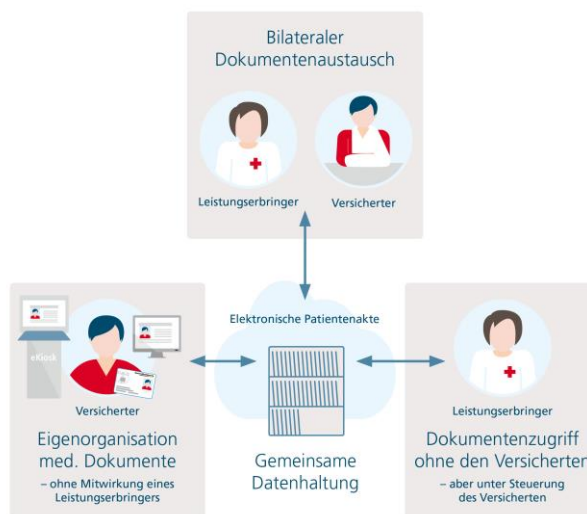 Bilateraler
Dokumentenaustausch
Leistungserbringer
Versicherter
Elektronische Patientenakte
eKiosk
Versicherter
Eigenorganisation
med. Dokumente
– ohne Mitwirkung eines
Leistungserbringers
Gemeinsame
Datenhaltung
Leistungserbringer
Dokumentenzugriff
ohne den Versicherten
– aber unter Steuerung
des Versicherten